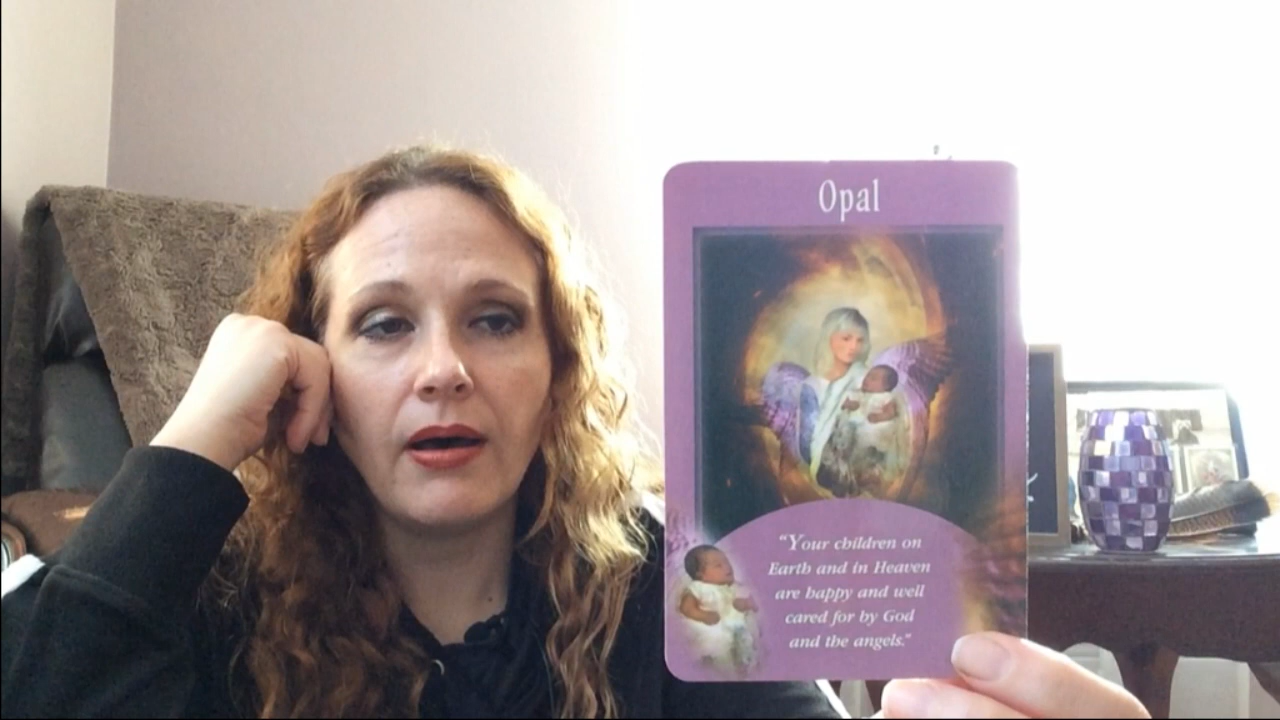 Opal
“Your children on
Earth and in Heaven
are happy and well
cared for by God
and the angels.”